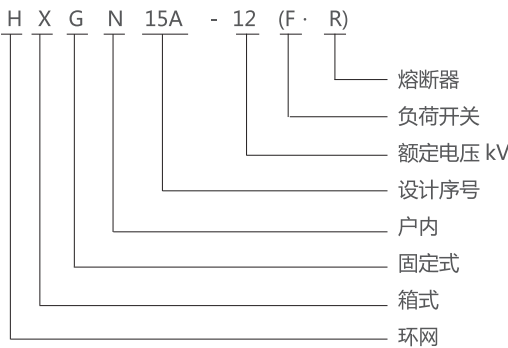 H X G N 15A - 12 (F · R)
熔断器
负荷开关
额定电压 kV
设计序号
户内
固定式
箱式
环网